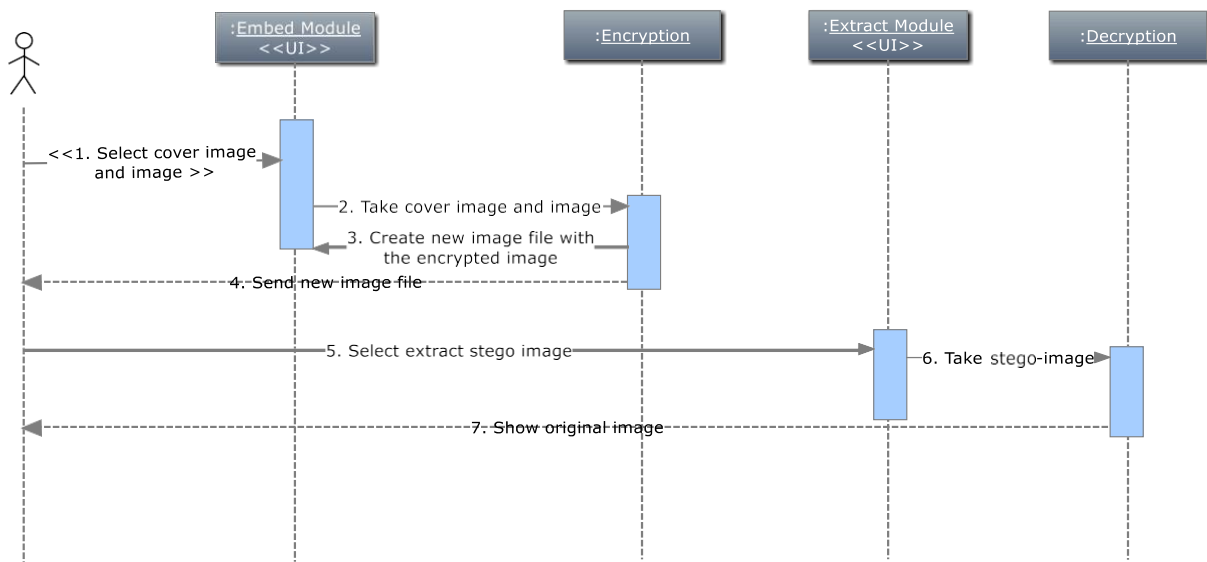 :Embed Module
<<UI>>
:Encryption
:Extract Module
<<UI>>
:Decryption
<<1. Select cover image
and image >>
2. Take cover image and image
3. Create new image file with
the encrypted image
4. Send new image file
5. Select extract stego image
6. Take stego-image
7. Show original image